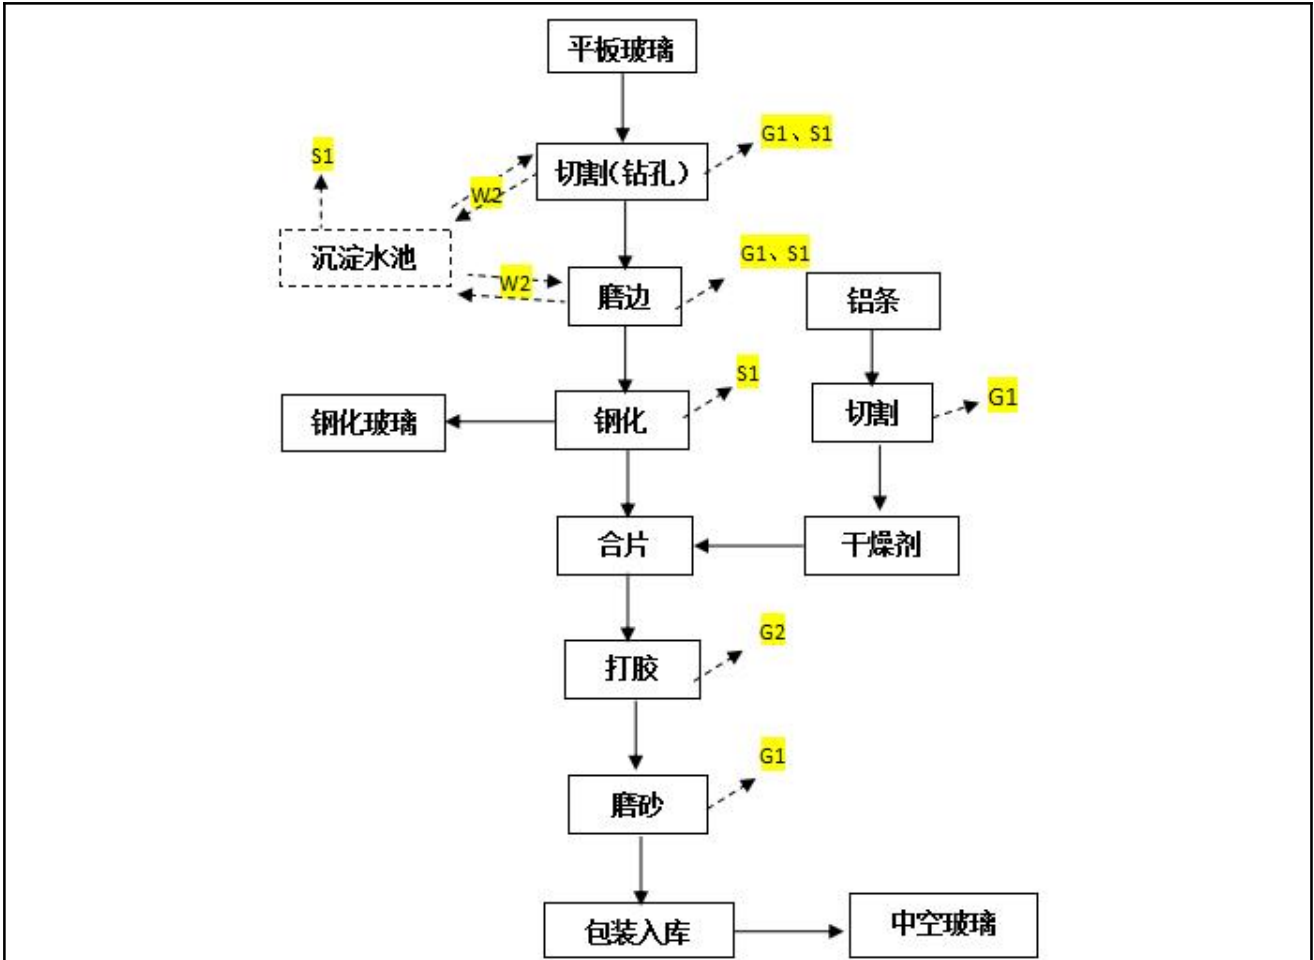 平板玻璃
G1、S1
S1
切割(钻孔)
W2
沉淀水池
G1、S1
W2
磨边
铝条
S1
G1
钢化玻璃
钢化
切割
合片
干燥剂
G2
打胶
G1
磨砂
包装入库
中空玻璃